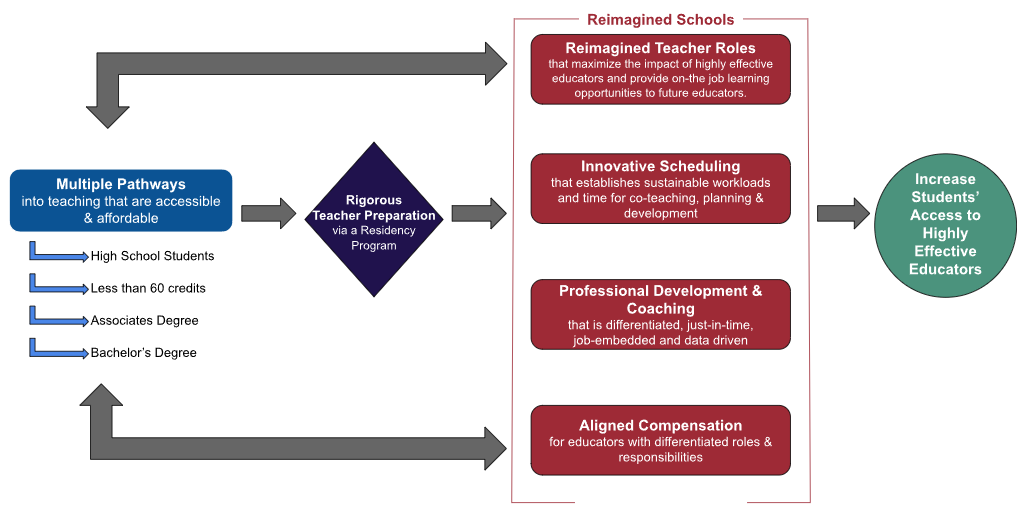 Reimagined Schools
Reimagined Teacher Roles
that maximize the impact of highly effective
educators and provide on-the job learning
opportunities to future educators.
Multiple Pathways
into teaching that are accessible
& affordable
High School Students
Less than 60 credits
Associates Degree
Bachelor's Degree
Rigorous
Teacher Preparation
via a Residency
Program
Innovative Scheduling
that establishes sustainable workloads
and time for co-teaching, planning &
development
Professional Development &
Coaching
that is differentiated, just-in-time,
job-embedded and data driven
Aligned Compensation
for educators with differentiated roles &
responsibilities
Increase
Students’
Access to
Highly
Effective
Educators